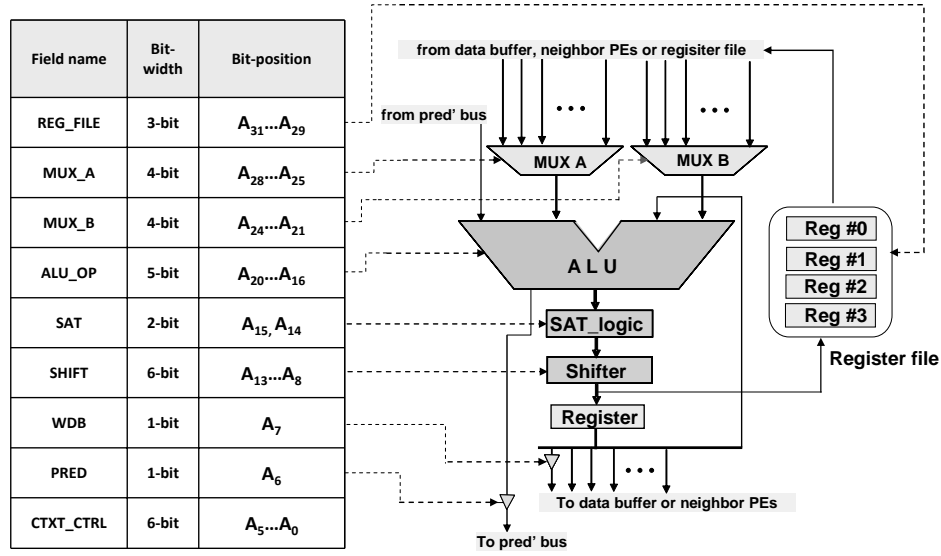 Field name Bit-width Bit-position
REG_FILE 3-bit A31...A29
MUX_A 4-bit A28...A25
MUX_B 4-bit A24...A21
ALU_OP 5-bit A20...A16
SAT 2-bit A15, A14
SHIFT 6-bit A13...A8
WDB 1-bit A7
PRED 1-bit A6
CTXT_CTRL 6-bit A5...A0
from data buffer, neighbor PEs or regisiter file
from pred' bus
MUX A
MUX B
A L U
SAT_logic
Shifter
Register
Reg #0
Reg #1
Reg #2
Reg #3
Register file
To data buffer or neighbor PEs
To pred' bus